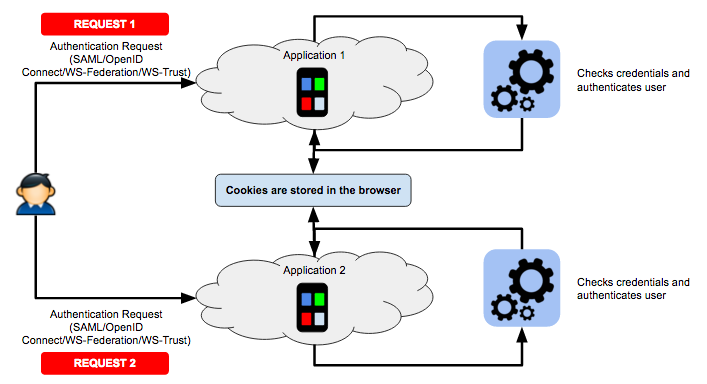 REQUEST 1
Authentication Request
(SAML/OpenID
Connect/WS-Federation/WS-Trust)
Application 1
Checks credentials and
authenticates user
Cookies are stored in the browser
Application 2
Checks credentials and
authenticates user
Authentication Request
(SAML/OpenID
Connect/WS-Federation/WS-Trust)
REQUEST 2